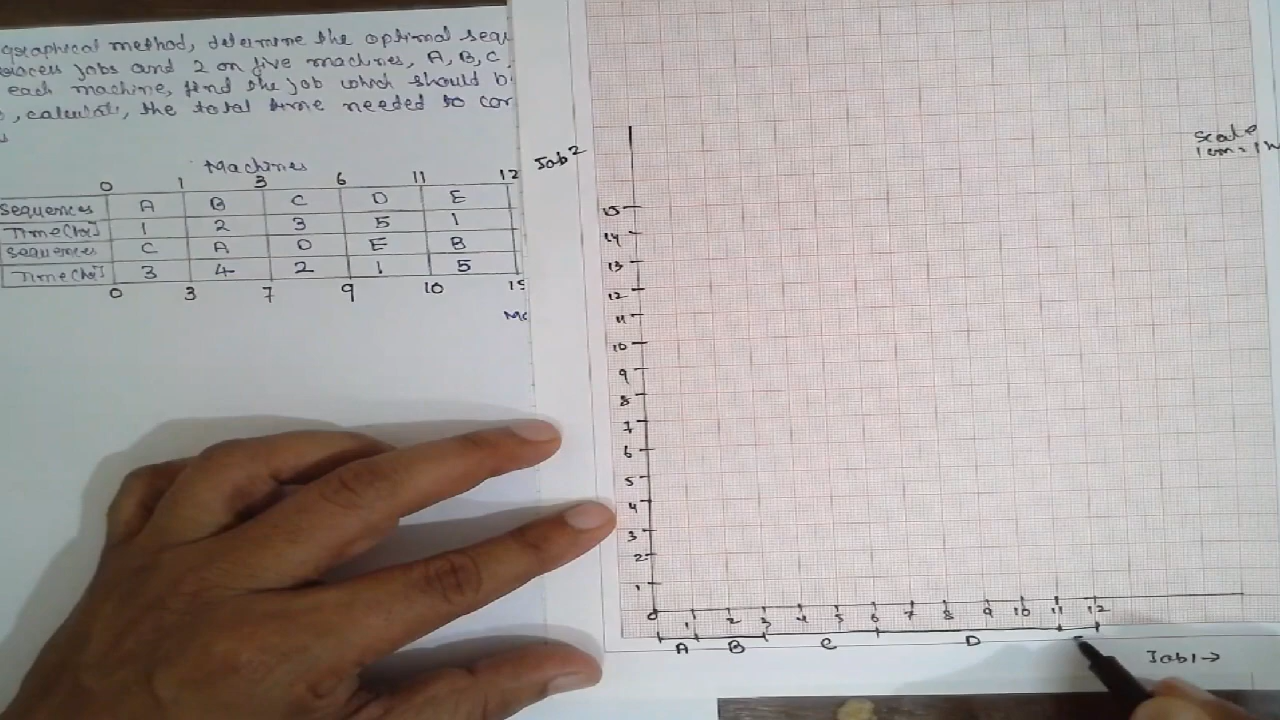 graphical method, determine the optimal sequ
process jobs and 2 on five machines, A, B, C,
each machine, find the job which should b
, calculate, the total time needed to com
s
Machines
0 1 3 6 11 12
Sequences A B C D E
Time(hrs) 1 2 3 5 1
Sequences C A D E B
Time(hrs) 3 4 2 1 5
0 3 7 9 10 15
Job 2
Scale
15
14
13
12
11
10
9
8
7
6
5
4
3
2
1
0 1 2 3 4 5 6 7 8 9 10 11 12
A B C D
Job 1 →